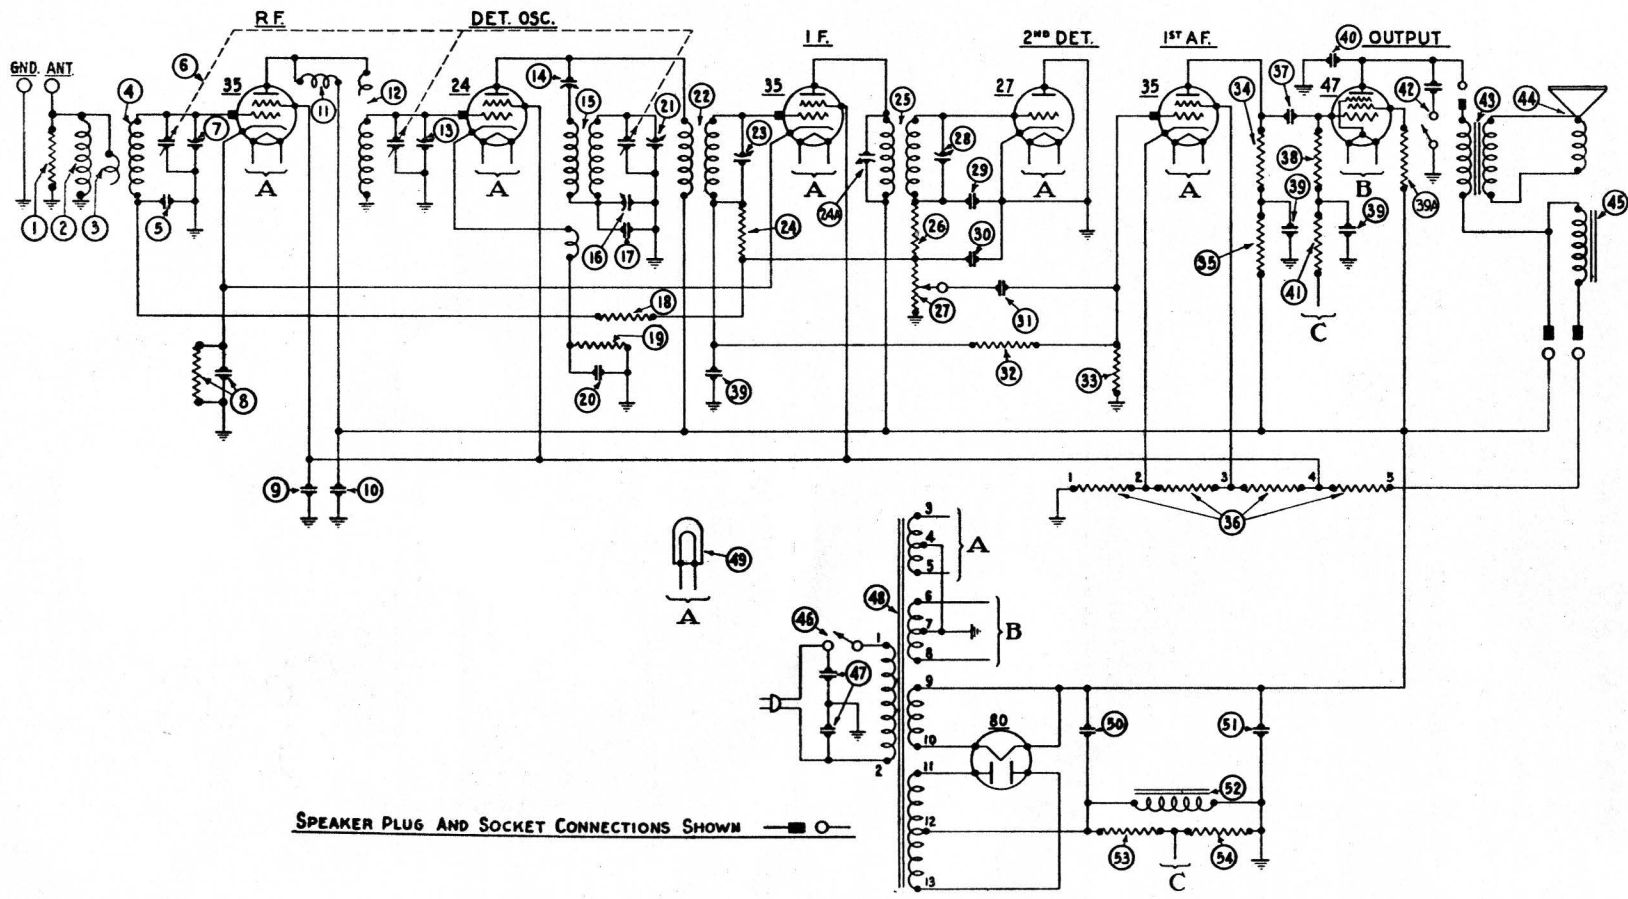 R.F. DET. OSC. I F. 2ND DET. 1ST AF. OUTPUT
GND. ANT.
35 24 35 27 35 47
1 2 3 4 5 6 7 8 9 10 11 12 13 14 15 16 17 18 19 20 21 22 23 24 24A 25 26 27 28 29 30 31 32 33 34 35 36 37 38 39 39 39 39A 40 41 42 43 44 45
A A A A A B
C
1 2 3 4 5
49
A
46 47 48
1
2
3
4
5
A
6
7
8
B
9
10
11
12
13
80
50 51
52
53 54
C
SPEAKER PLUG AND SOCKET CONNECTIONS SHOWN